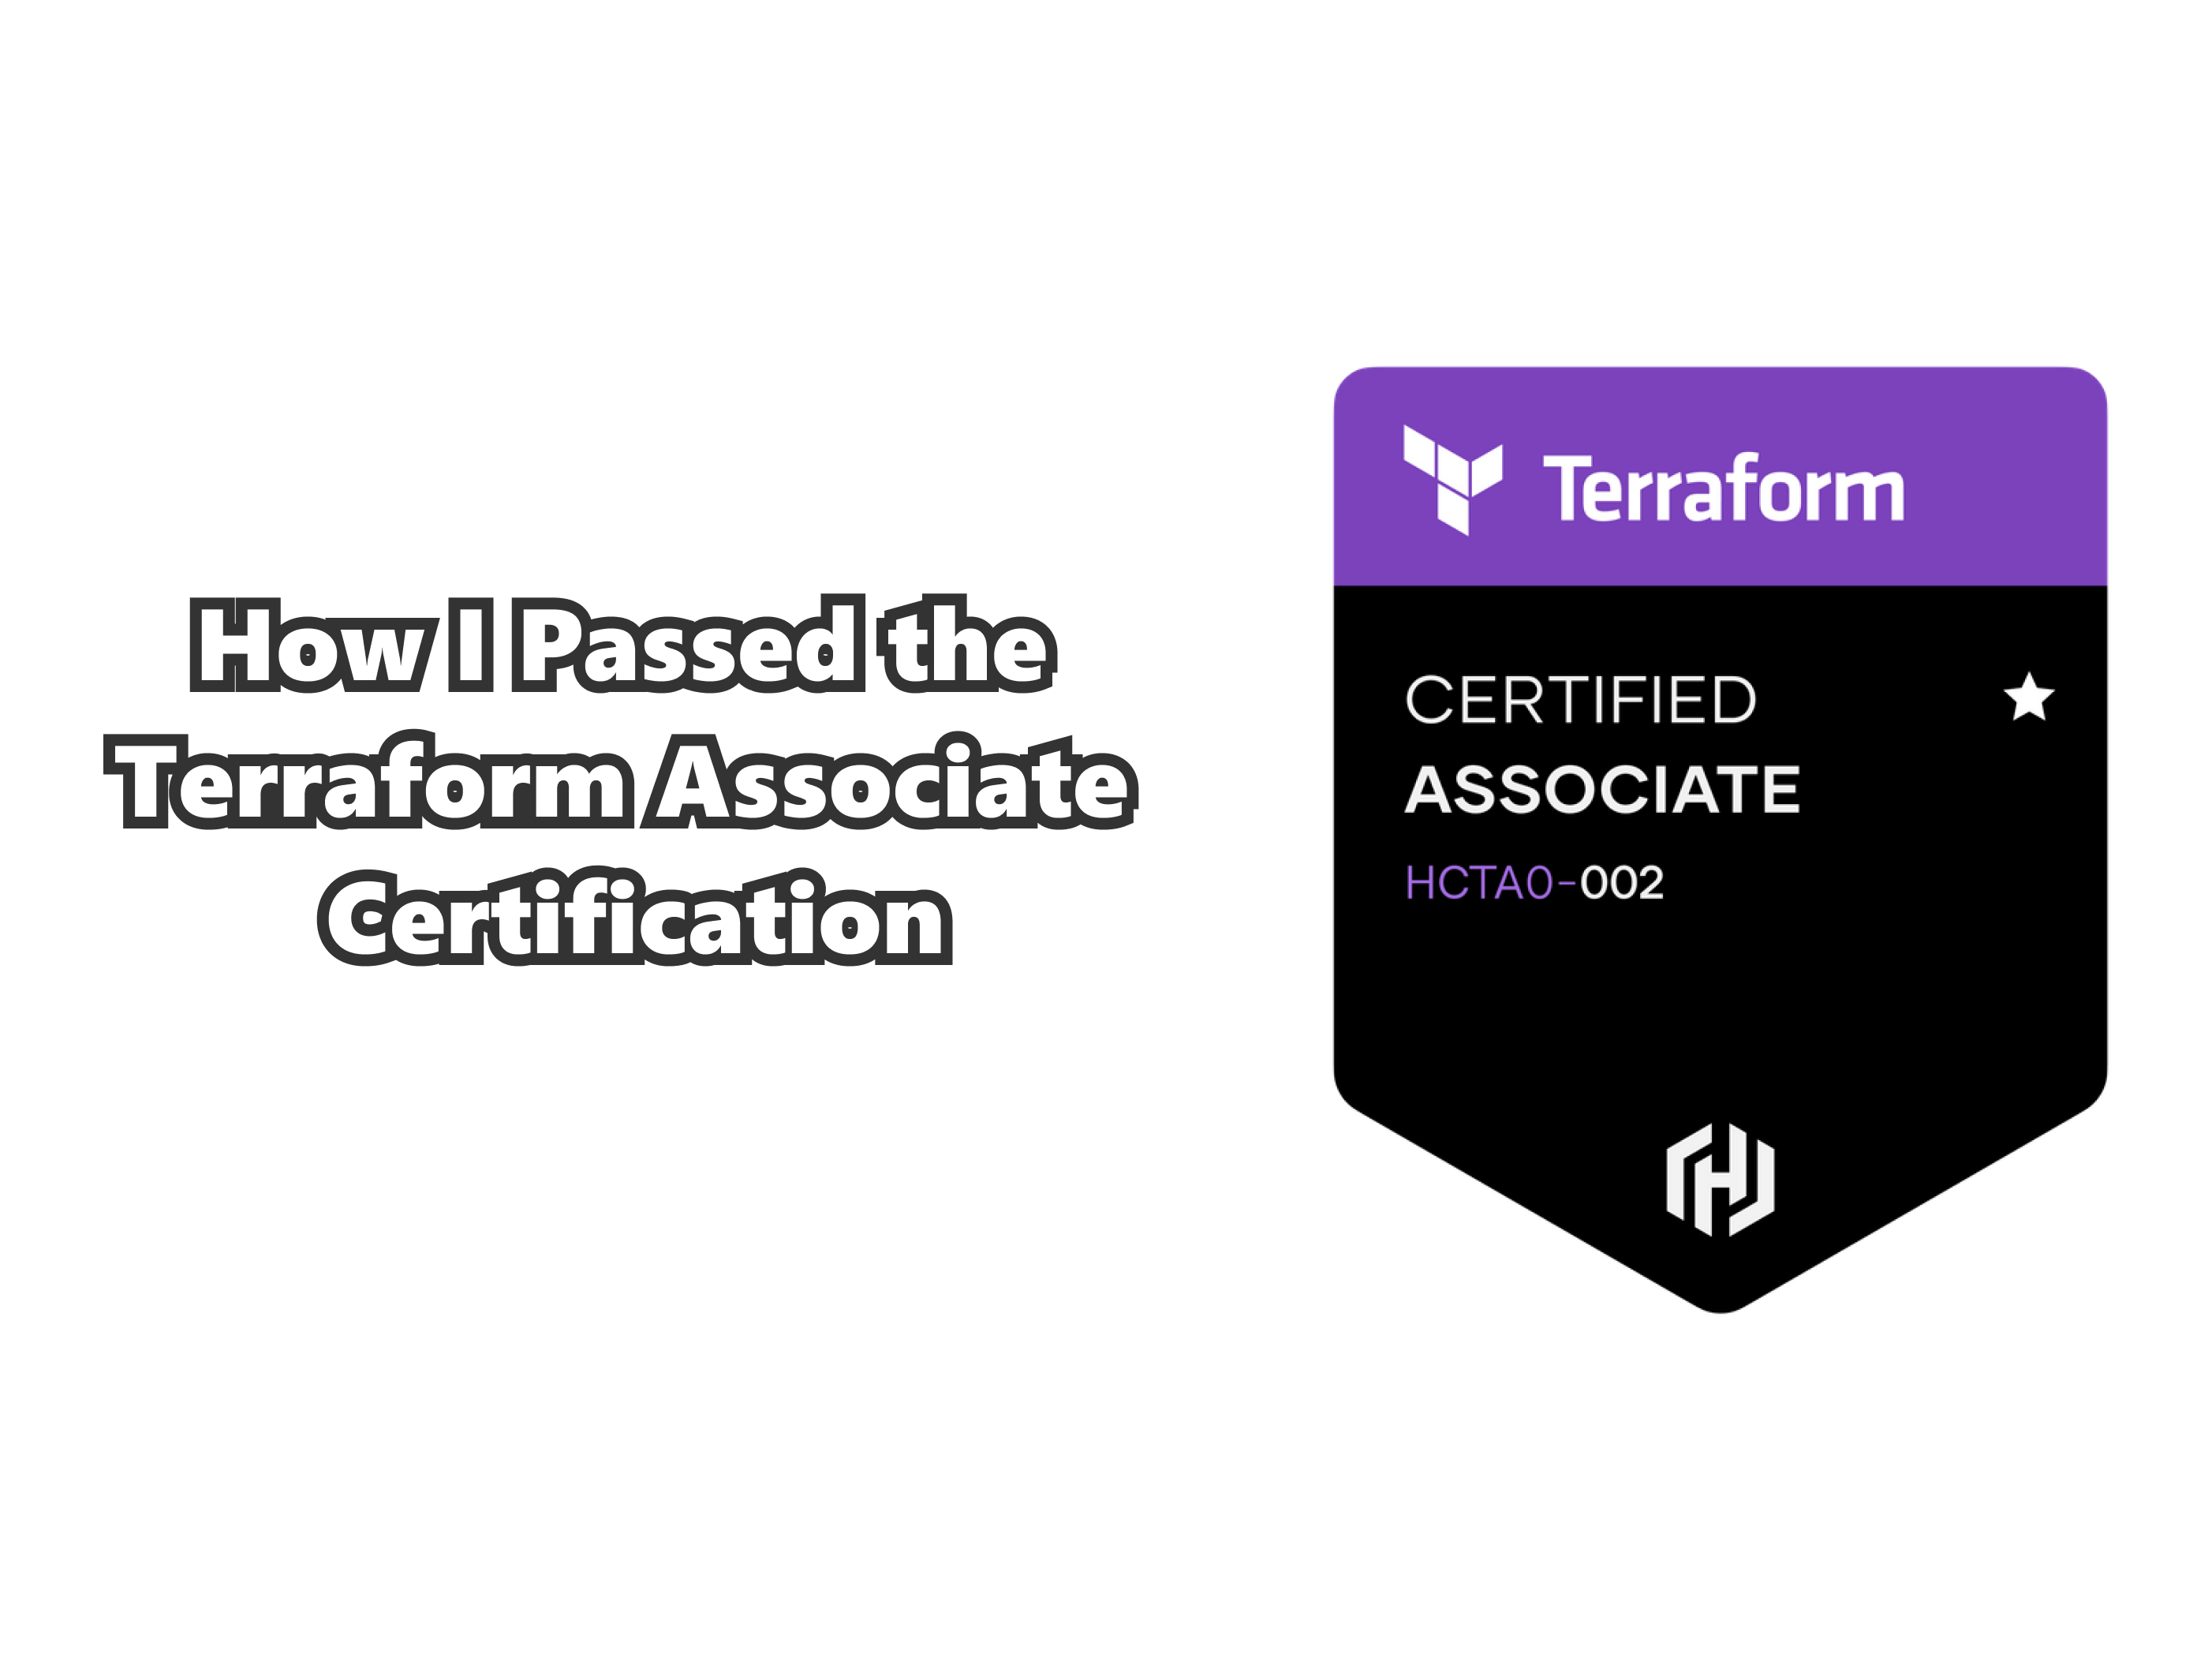 How I Passed the
Terraform Associate
Certification
Terraform
CERTIFIED
ASSOCIATE
HCTA0-002